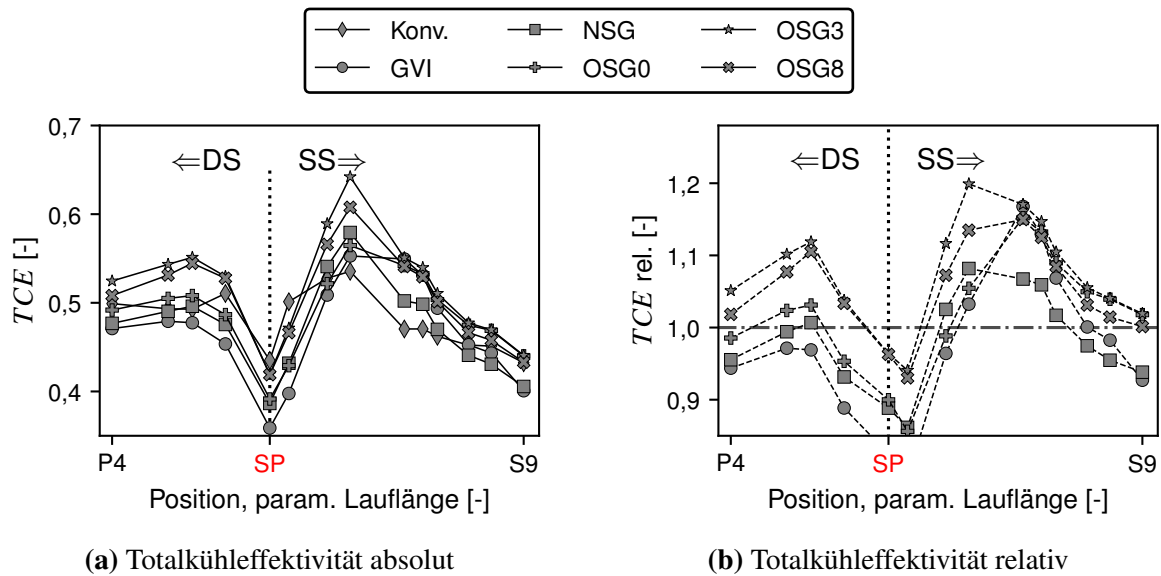 Konv. NSG OSG3
GVI OSG0 OSG8
0,7
⇐DS SS⇒
0,6
0,5
0,4
TCE [-]
P4 SP S9
Position, param. Lauflänge [-]
(a) Totalkühleffektivität absolut
⇐DS SS⇒
1,2
1,1
1,0
0,9
TCE rel. [-]
P4 SP S9
Position, param. Lauflänge [-]
(b) Totalkühleffektivität relativ